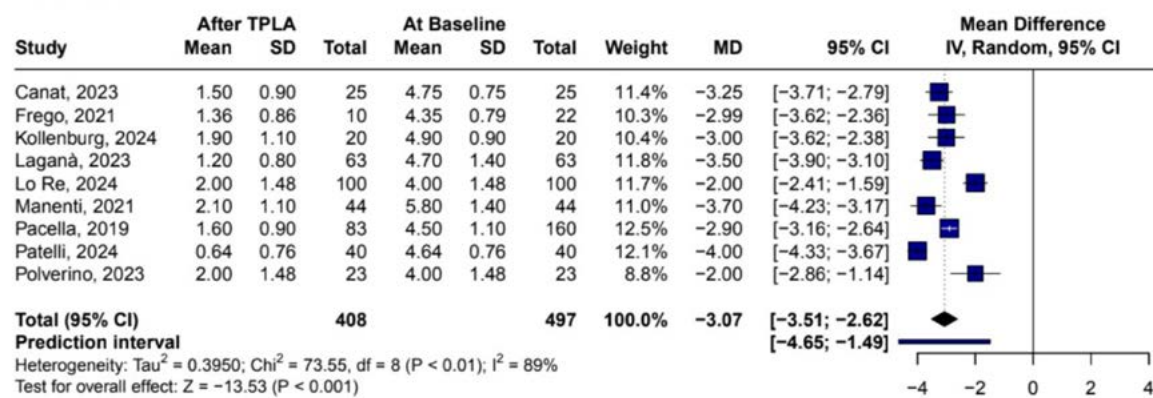 After TPLA At Baseline Mean Difference
Study Mean SD Total Mean SD Total Weight MD 95% CI IV, Random, 95% CI
Canat, 2023 1.50 0.90 25 4.75 0.75 25 11.4% −3.25 [−3.71; −2.79]
Frego, 2021 1.36 0.86 10 4.35 0.79 22 10.3% −2.99 [−3.62; −2.36]
Kollenburg, 2024 1.90 1.10 20 4.90 0.90 20 10.4% −3.00 [−3.62; −2.38]
Laganà, 2023 1.20 0.80 63 4.70 1.40 63 11.8% −3.50 [−3.90; −3.10]
Lo Re, 2024 2.00 1.48 100 4.00 1.48 100 11.7% −2.00 [−2.41; −1.59]
Manenti, 2021 2.10 1.10 44 5.80 1.40 44 11.0% −3.70 [−4.23; −3.17]
Pacella, 2019 1.60 0.90 83 4.50 1.10 160 12.5% −2.90 [−3.16; −2.64]
Patelli, 2024 0.64 0.76 40 4.64 0.76 40 12.1% −4.00 [−4.33; −3.67]
Polverino, 2023 2.00 1.48 23 4.00 1.48 23 8.8% −2.00 [−2.86; −1.14]
Total (95% CI) 408 497 100.0% −3.07 [−3.51; −2.62]
Prediction interval [−4.65; −1.49]
Heterogeneity: Tau² = 0.3950; Chi² = 73.55, df = 8 (P < 0.01); I² = 89%
Test for overall effect: Z = −13.53 (P < 0.001) −4 −2 0 2 4